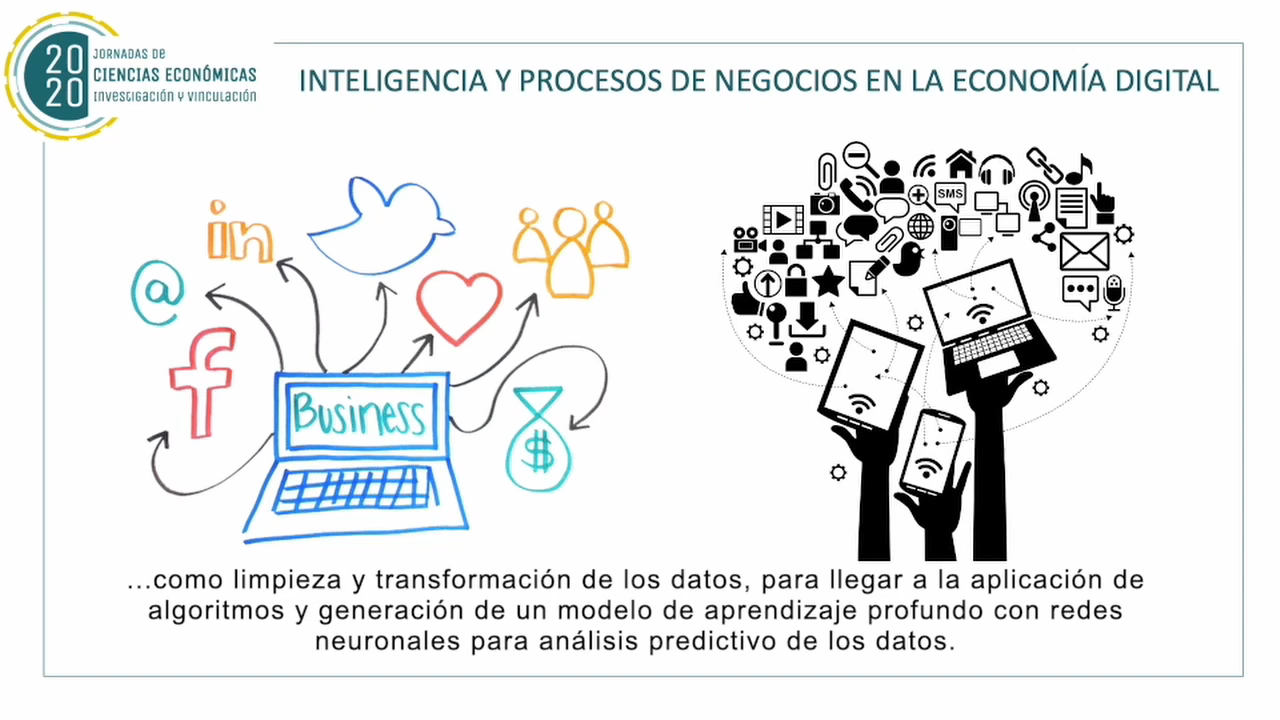 20
20
JORNADAS DE
CIENCIAS ECONÓMICAS
INVESTIGACIÓN Y VINCULACIÓN
INTELIGENCIA Y PROCESOS DE NEGOCIOS EN LA ECONOMÍA DIGITAL
in
@
f
Business
$
SMS
...como limpieza y transformación de los datos, para llegar a la aplicación de
algoritmos y generación de un modelo de aprendizaje profundo con redes
neuronales para análisis predictivo de los datos.